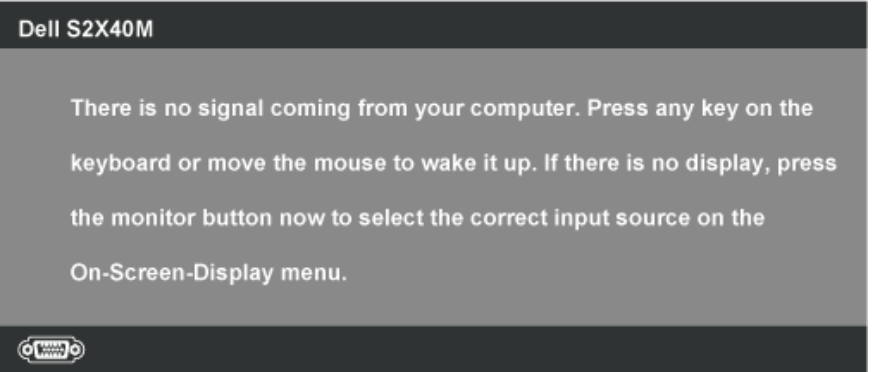 Dell S2X40M
There is no signal coming from your computer. Press any key on the
keyboard or move the mouse to wake it up. If there is no display, press
the monitor button now to select the correct input source on the
On-Screen-Display menu.